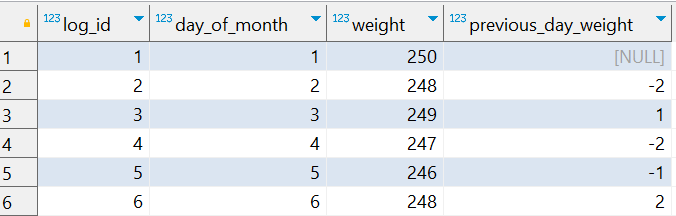 123 log_id 123 day_of_month 123 weight 123 previous_day_weight
1 1 1 250 [NULL]
2 2 2 248 -2
3 3 3 249 1
4 4 4 247 -2
5 5 5 246 -1
6 6 6 248 2